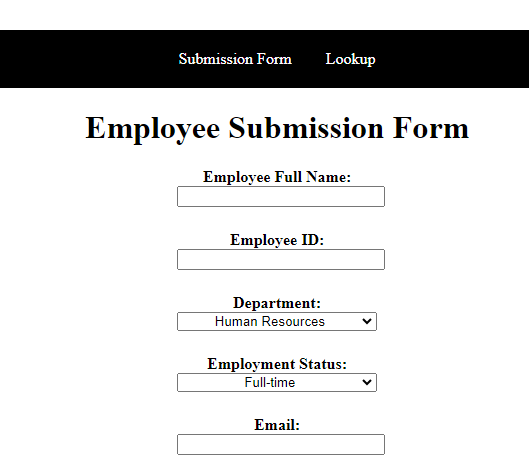 Submission Form Lookup
Employee Submission Form
Employee Full Name:
Employee ID:
Department:
Human Resources
Employment Status:
Full-time
Email: